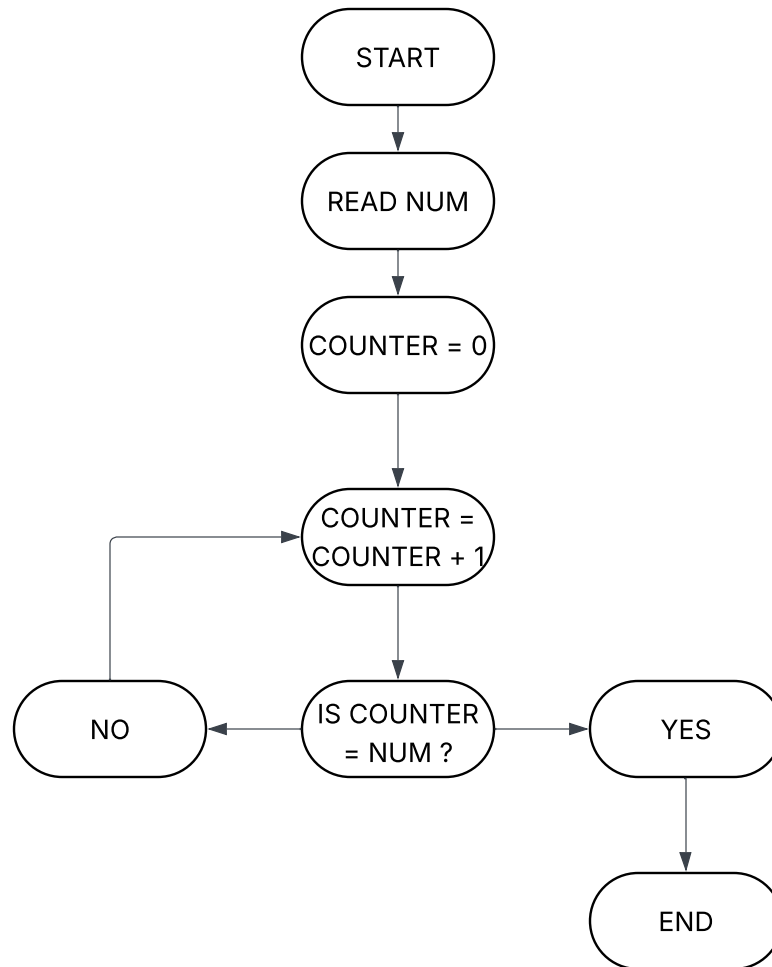 START
READ NUM
COUNTER = 0
COUNTER =
COUNTER + 1
NO
IS COUNTER
= NUM ?
YES
END